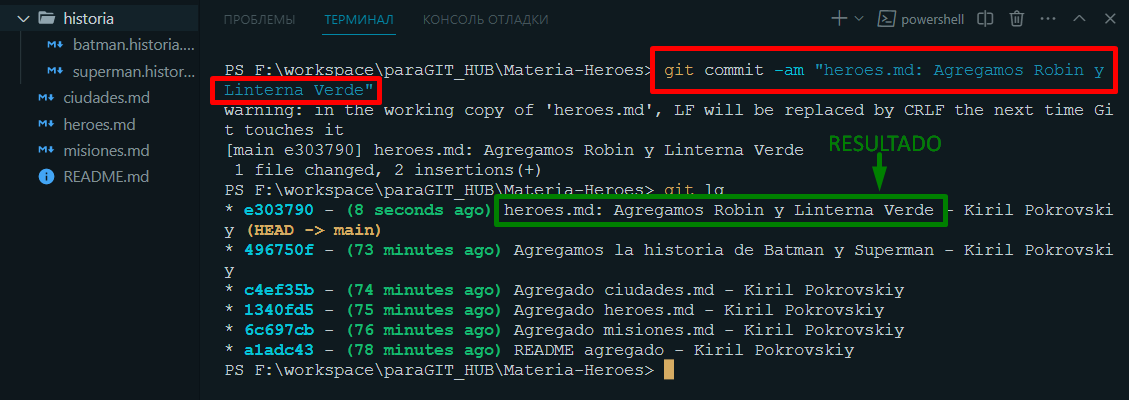 historia
batman.historia....
superman.histor...
ciudades.md
heroes.md
misiones.md
README.md
ПРОБЛЕМЫ ТЕРМИНАЛ КОНСОЛЬ ОТЛАДКИ
powershell
PS F:\workspace\paraGIT_HUB\Materia-Heroes> git commit -am "heroes.md: Agregamos Robin y
Linterna Verde"
warning: in the working copy of 'heroes.md', LF will be replaced by CRLF the next time Gi
t touches it
[main e303790] heroes.md: Agregamos Robin y Linterna Verde
RESULTADO
1 file changed, 2 insertions(+)
PS F:\workspace\paraGIT_HUB\Materia-Heroes> git lg
* e303790 - (8 seconds ago) heroes.md: Agregamos Robin y Linterna Verde - Kiril Pokrovski
y (HEAD -> main)
* 496750f - (73 minutes ago) Agregamos la historia de Batman y Superman - Kiril Pokrovski
y
* c4ef35b - (74 minutes ago) Agregado ciudades.md - Kiril Pokrovskiy
* 1340fd5 - (75 minutes ago) Agregado heroes.md - Kiril Pokrovskiy
* 6c697cb - (76 minutes ago) Agregado misiones.md - Kiril Pokrovskiy
* a1adc43 - (78 minutes ago) README agregado - Kiril Pokrovskiy
PS F:\workspace\paraGIT_HUB\Materia-Heroes>